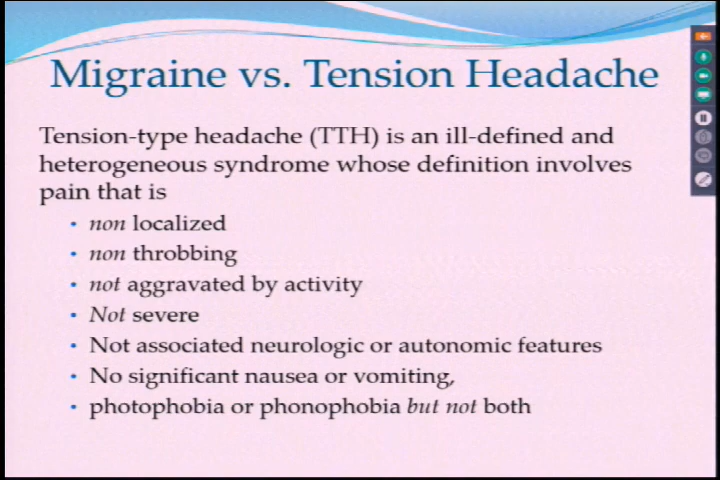 Migraine vs. Tension Headache
Tension-type headache (TTH) is an ill-defined and
heterogeneous syndrome whose definition involves
pain that is
• non localized
• non throbbing
• not aggravated by activity
• Not severe
• Not associated neurologic or autonomic features
• No significant nausea or vomiting,
• photophobia or phonophobia but not both